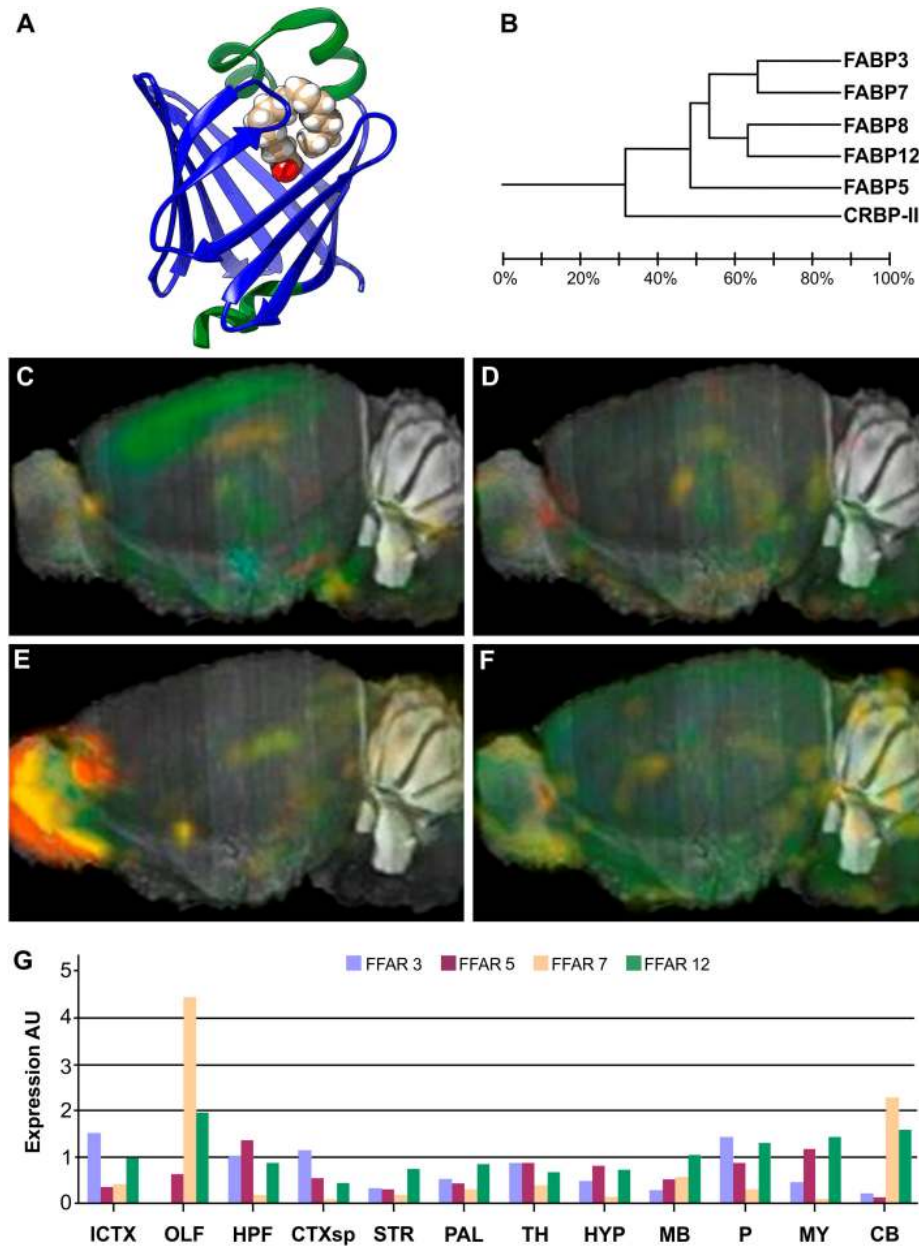 A
B
FABP3
FABP7
FABP8
FABP12
FABP5
CRBP-II
0% 20% 40% 60% 80% 100%
C
D
E
F
G
FFAR 3 FFAR 5 FFAR 7 FFAR 12
Expression AU
5
4
3
2
1
0
ICTX OLF HPF CTXsp STR PAL TH HYP MB P MY CB